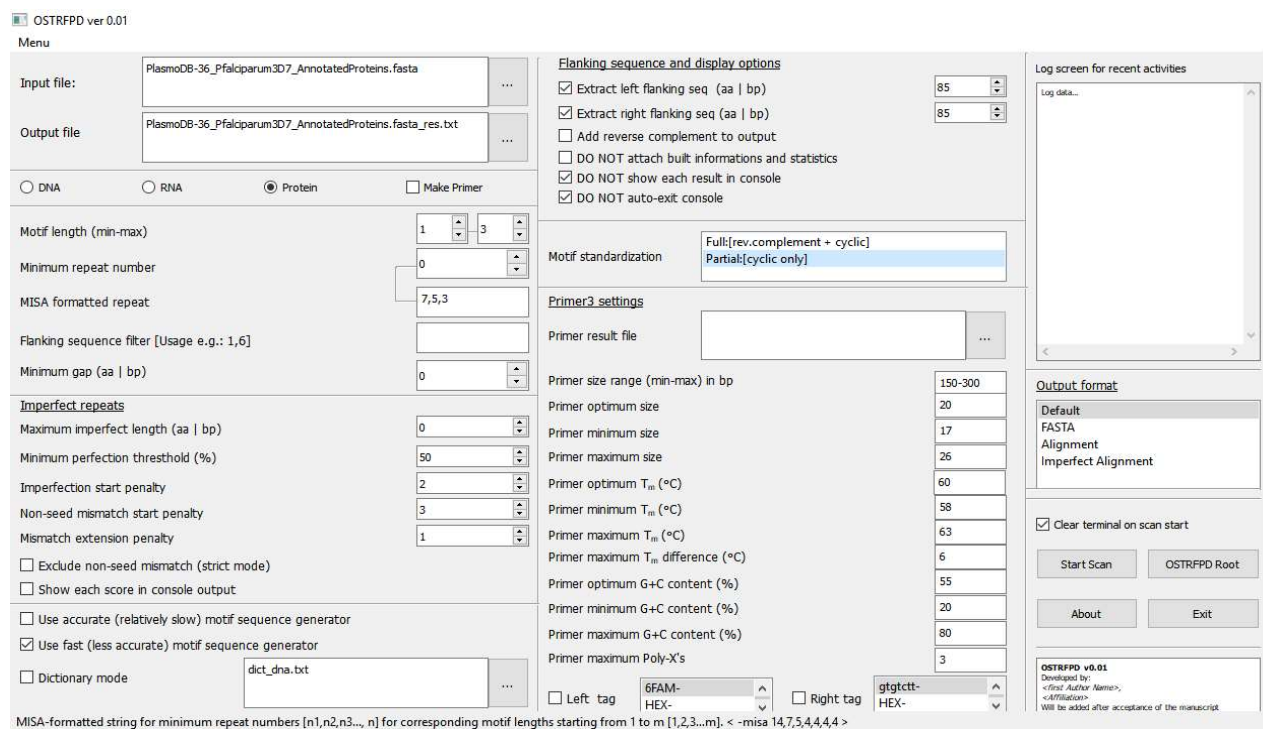 OSTRFPD ver 0.01
Menu
Input file:
PlasmoDB-36_Pfalciparum3D7_AnnotatedProteins.fasta
...
Output file
PlasmoDB-36_Pfalciparum3D7_AnnotatedProteins.fasta_res.txt
...
DNA
RNA
Protein
Make Primer
Motif length (min-max)
1
3
Minimum repeat number
0
MISA formatted repeat
7,5,3
Flanking sequence filter [Usage e.g.: 1,6]
Minimum gap (aa | bp)
0
Imperfect repeats
Maximum imperfect length (aa | bp)
0
Minimum perfection thresthold (%)
50
Imperfection start penalty
2
Non-seed mismatch start penalty
3
Mismatch extension penalty
1
Exclude non-seed mismatch (strict mode)
Show each score in console output
Use accurate (relatively slow) motif sequence generator
Use fast (less accurate) motif sequence generator
Dictionary mode
dict_dna.txt
...
Flanking sequence and display options
Extract left flanking seq (aa | bp)
85
Extract right flanking seq (aa | bp)
85
Add reverse complement to output
DO NOT attach built informations and statistics
DO NOT show each result in console
DO NOT auto-exit console
Motif standardization
Full:[rev.complement + cyclic]
Partial:[cyclic only]
Primer3 settings
Primer result file
...
Primer size range (min-max) in bp
150-300
Primer optimum size
20
Primer minimum size
17
Primer maximum size
26
Primer optimum Tm (ºC)
60
Primer minimum Tm (ºC)
58
Primer maximum Tm (ºC)
63
Primer maximum Tm difference (ºC)
6
Primer optimum G+C content (%)
55
Primer minimum G+C content (%)
20
Primer maximum G+C content (%)
80
Primer maximum Poly-X's
3
Left tag
6FAM-
HEX-
Right tag
gtgtctt-
HEX-
Log screen for recent activities
Log data...
Output format
Default
FASTA
Alignment
Imperfect Alignment
Clear terminal on scan start
Start Scan
OSTRFPD Root
About
Exit
OSTRFPD v0.01
Developed by:
<first Author Name>,
<Affiliation>
Will be added after acceptance of the manuscript
MISA-formatted string for minimum repeat numbers [n1,n2,n3..., n] for corresponding motif lengths starting from 1 to m [1,2,3...m]. < -misa 14,7,5,4,4,4,4 >